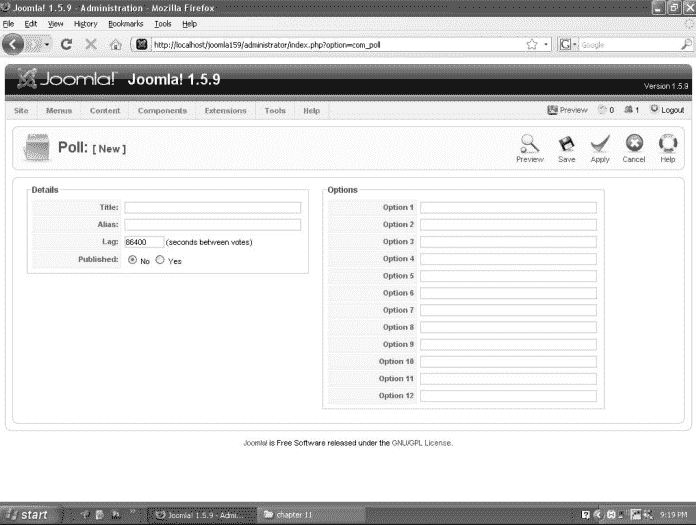 Joomla! 1.5.9 - Administration - Mozilla Firefox
File Edit View History Bookmarks Tools Help
http://localhost/joomla159/administrator/index.php?option=com_poll
Google
Joomla! Joomla! 1.5.9
Version 1.5.9
Site Menus Content Components Extensions Tools Help Preview 0 1 Logout
Poll: [ New ]
Preview Save Apply Cancel Help
Details
Title:
Alias:
Lag: 86400 (seconds between votes)
Published: No Yes
Options
Option 1
Option 2
Option 3
Option 4
Option 5
Option 6
Option 7
Option 8
Option 9
Option 10
Option 11
Option 12
Joomla! is Free Software released under the GNU/GPL License.
start Joomla! 1.5.9 - Admi... chapter 11 9:19 PM